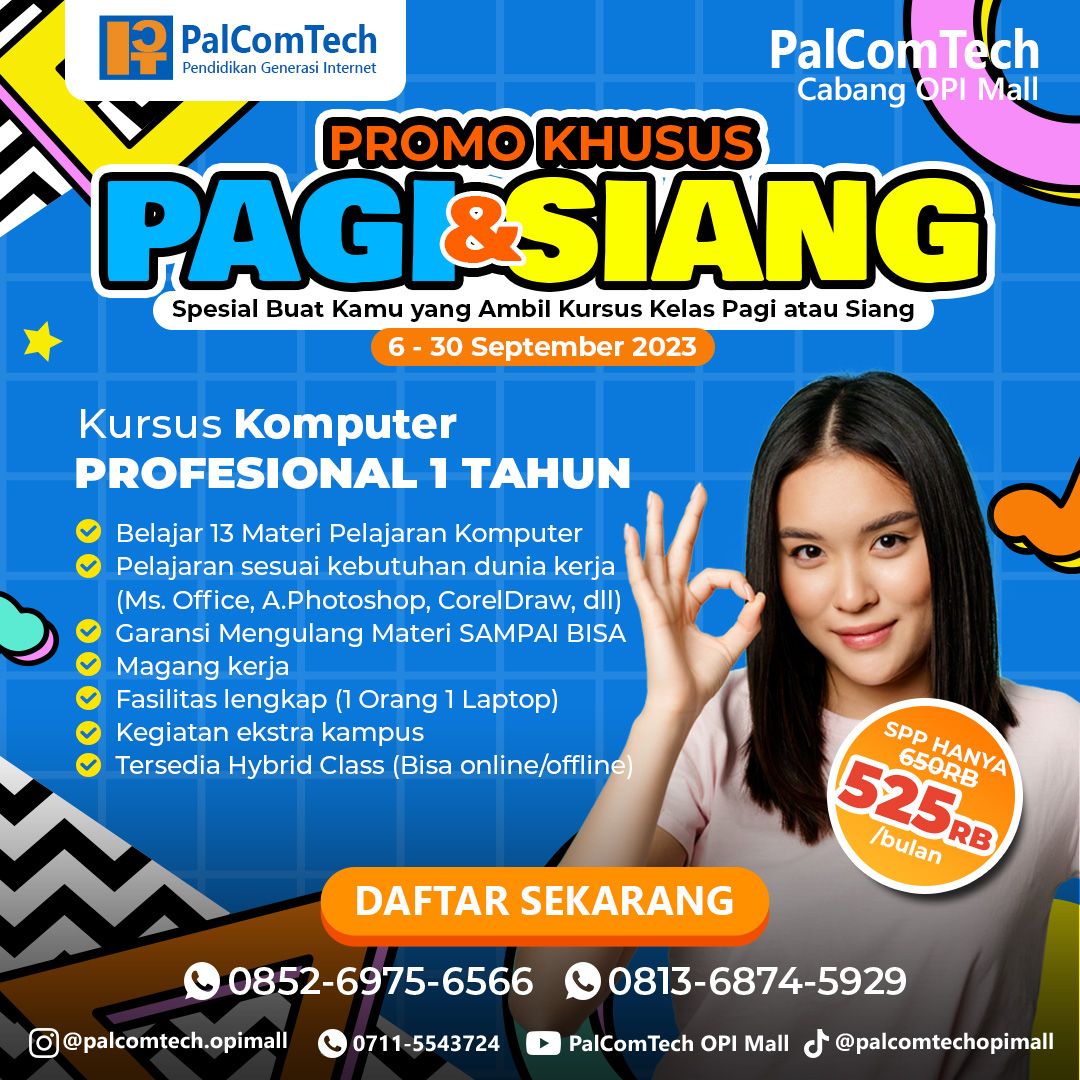 PalComTech
Pendidikan Generasi Internet
PalComTech
Cabang OPI Mall
PROMO KHUSUS
PAGI & SIANG
Spesial Buat Kamu yang Ambil Kursus Kelas Pagi atau Siang
6 - 30 September 2023
Kursus Komputer
PROFESIONAL 1 TAHUN
Belajar 13 Materi Pelajaran Komputer
Pelajaran sesuai kebutuhan dunia kerja
(Ms. Office, A.Photoshop, CorelDraw, dll)
Garansi Mengulang Materi SAMPAI BISA
Magang kerja
Fasilitas lengkap (1 Orang 1 Laptop)
Kegiatan ekstra kampus
Tersedia Hybrid Class (Bisa online/offline)
SPP HANYA
650RB
525RB
/bulan
DAFTAR SEKARANG
0852-6975-6566 0813-6874-5929
@palcomtech.opimall 0711-5543724 PalComTech OPI Mall @palcomtechopimall